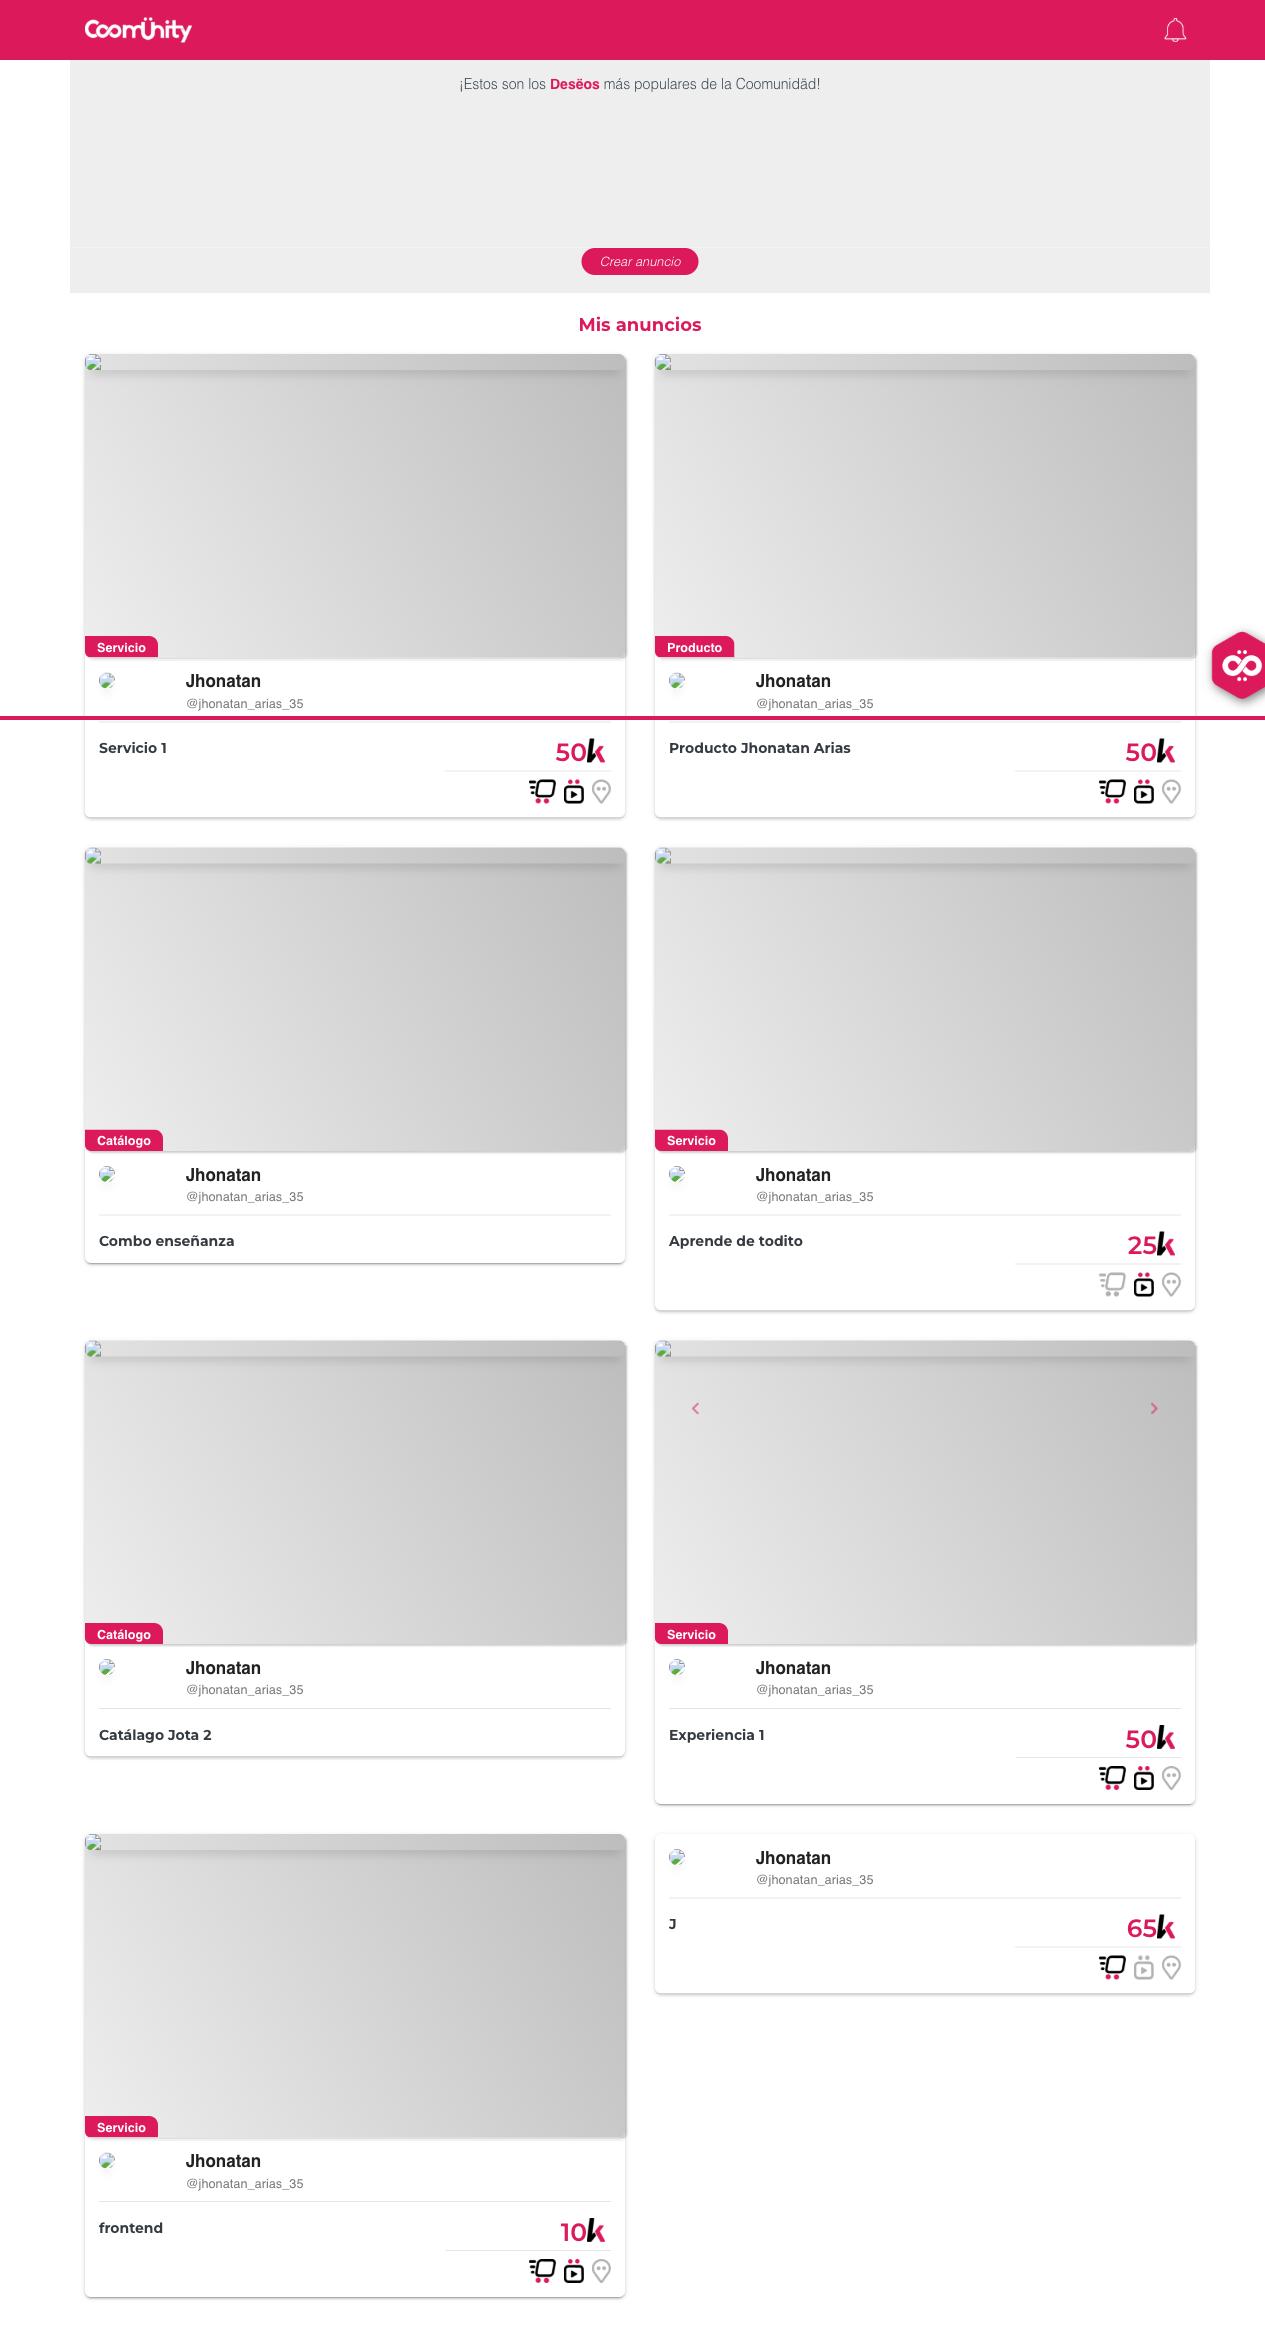 CoomÜnity
¡Estos son los Desëos más populares de la Coomunidäd!
Crear anuncio
Mis anuncios
Servicio
Jhonatan
@jhonatan_arias_35
Servicio 1
50k
Producto
Jhonatan
@jhonatan_arias_35
Producto Jhonatan Arias
50k
Catálogo
Jhonatan
@jhonatan_arias_35
Combo enseñanza
Servicio
Jhonatan
@jhonatan_arias_35
Aprende de todito
25k
Catálogo
Jhonatan
@jhonatan_arias_35
Catálago Jota 2
Servicio
Jhonatan
@jhonatan_arias_35
Experiencia 1
50k
Servicio
Jhonatan
@jhonatan_arias_35
frontend
10k
Jhonatan
@jhonatan_arias_35
J
65k